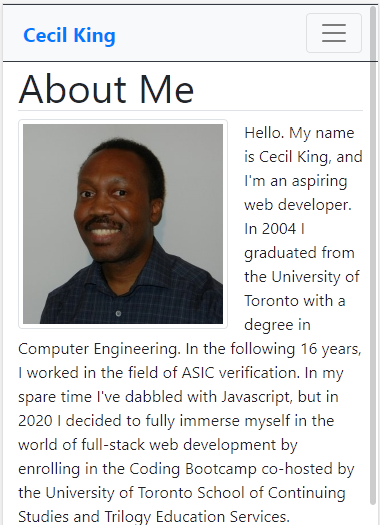 Cecil King
About Me
Hello. My name
is Cecil King, and
I'm an aspiring
web developer.
In 2004 I
graduated from
the University of
Toronto with a
degree in
Computer Engineering. In the following 16 years,
I worked in the field of ASIC verification. In my
spare time I've dabbled with Javascript, but in
2020 I decided to fully immerse myself in the
world of full-stack web development by
enrolling in the Coding Bootcamp co-hosted by
the University of Toronto School of Continuing
Studies and Trilogy Education Services.